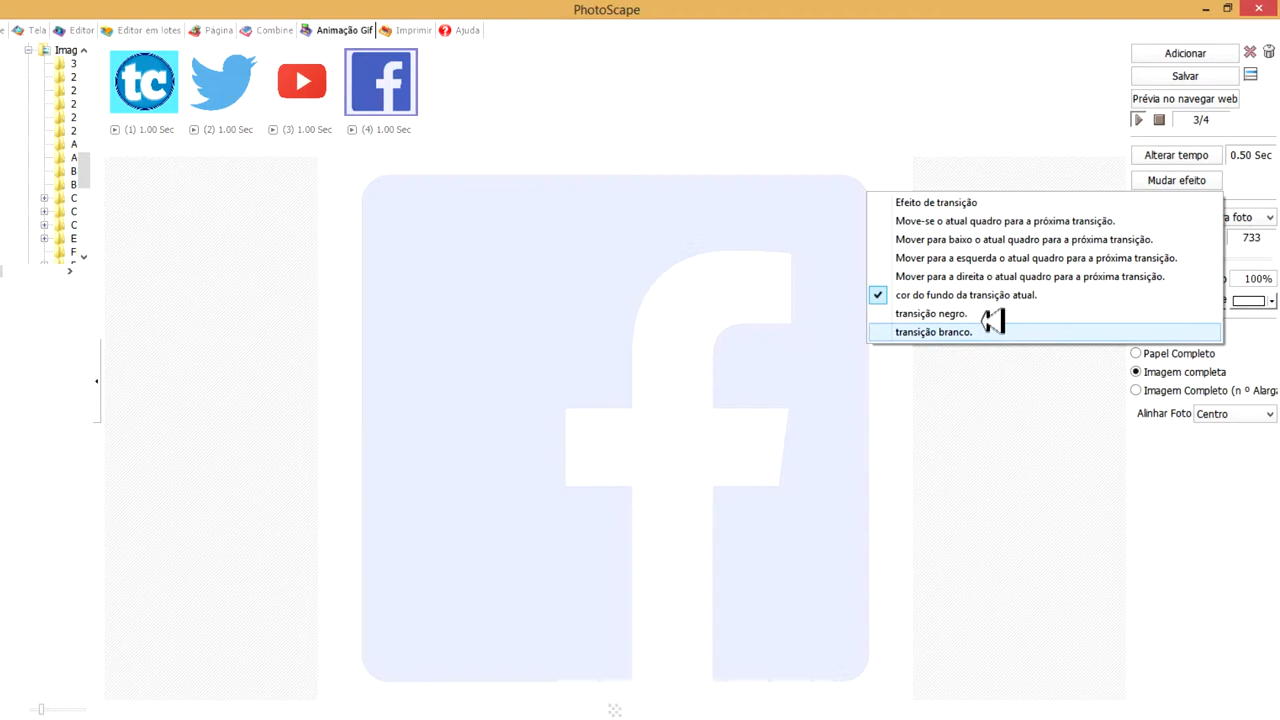 PhotoScape
e Tela Editor Editor em lotes Página Combine Animação Gif Imprimir Ajuda
Imag
3
2
2
2
2
2
A
A
B
B
C
C
C
E
F
tc
f
(1) 1.00 Sec (2) 1.00 Sec (3) 1.00 Sec (4) 1.00 Sec
Adicionar
Salvar
Prévia no navegar web
3/4
Alterar tempo 0.50 Sec
Mudar efeito
a foto
733
o 100%
e
Efeito de transição
Move-se o atual quadro para a próxima transição.
Mover para baixo o atual quadro para a próxima transição.
Mover para a esquerda o atual quadro para a próxima transição.
Mover para a direita o atual quadro para a próxima transição.
cor do fundo da transição atual.
transição negro.
transição branco.
Papel Completo
Imagem completa
Imagem Completo (n º Alarga
Alinhar Foto Centro
f